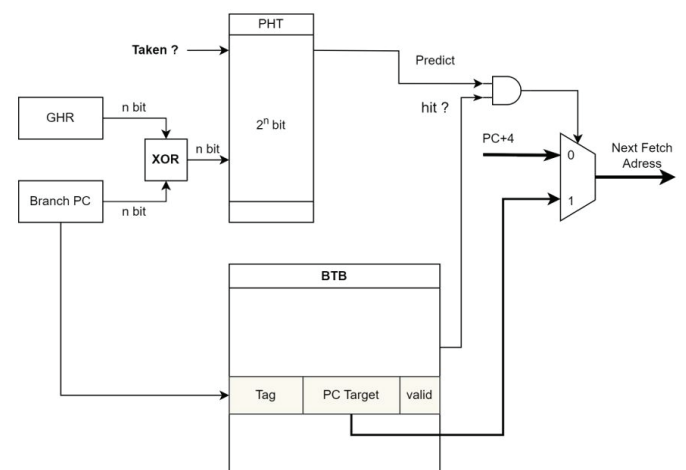 PHT
Taken ?
Predict
n bit
GHR
hit ?
2^n bit
PC+4
n bit
XOR
0
Next Fetch
Adress
Branch PC
n bit
1
BTB
Tag
PC Target
valid